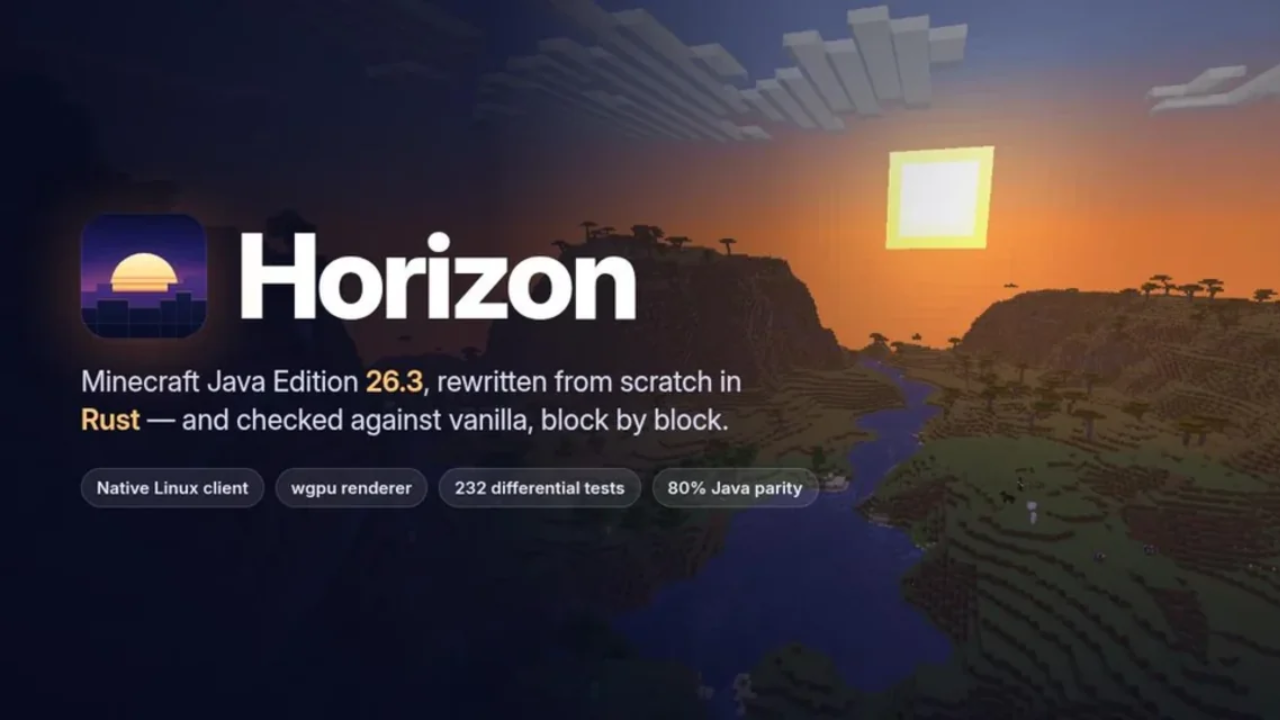 Horizon
Minecraft Java Edition 26.3, rewritten from scratch in
Rust — and checked against vanilla, block by block.
Native Linux client
wgpu renderer
232 differential tests
80% Java parity